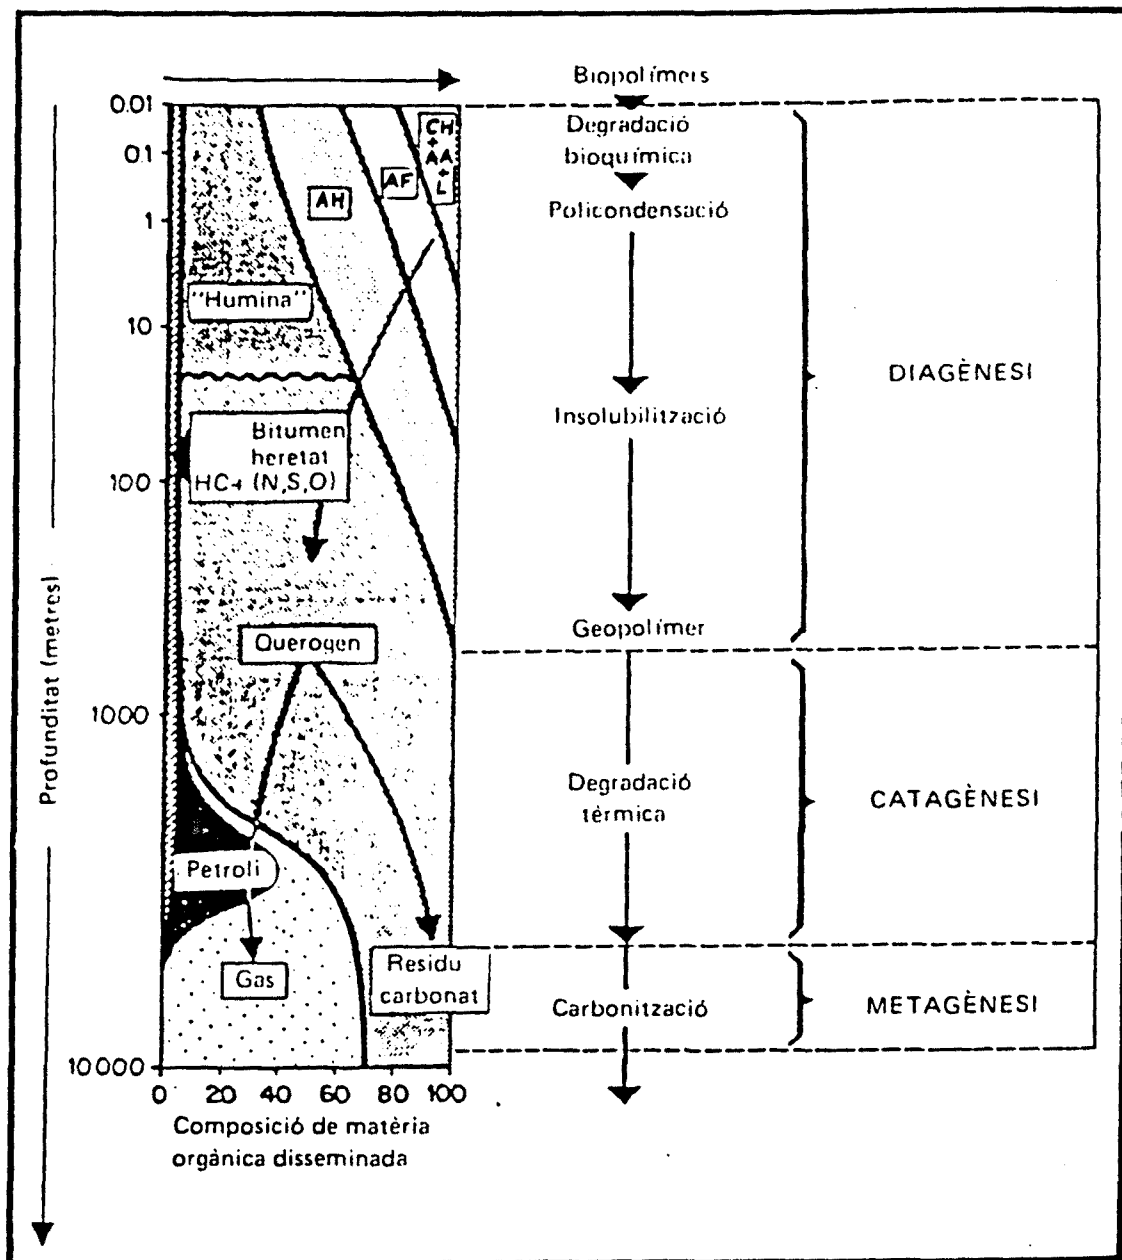 Biopolímers
0.01
0.1
1
10
100
1000
10000
Profunditat (metres)
CH
+
AA
+
L
AF
AH
"Humina"
Bitumen
heretat
HC+ (N,S,O)
Querogen
Petroli
Gas
Residu
carbonat
0 20 40 60 80 100
Composició de matèria
orgànica disseminada
Degradació
bioquímica
Policondensació
Insolubilització
Geopolímer
Degradació
tèrmica
Carbonització
DIAGÈNESI
CATAGÈNESI
METAGÈNESI